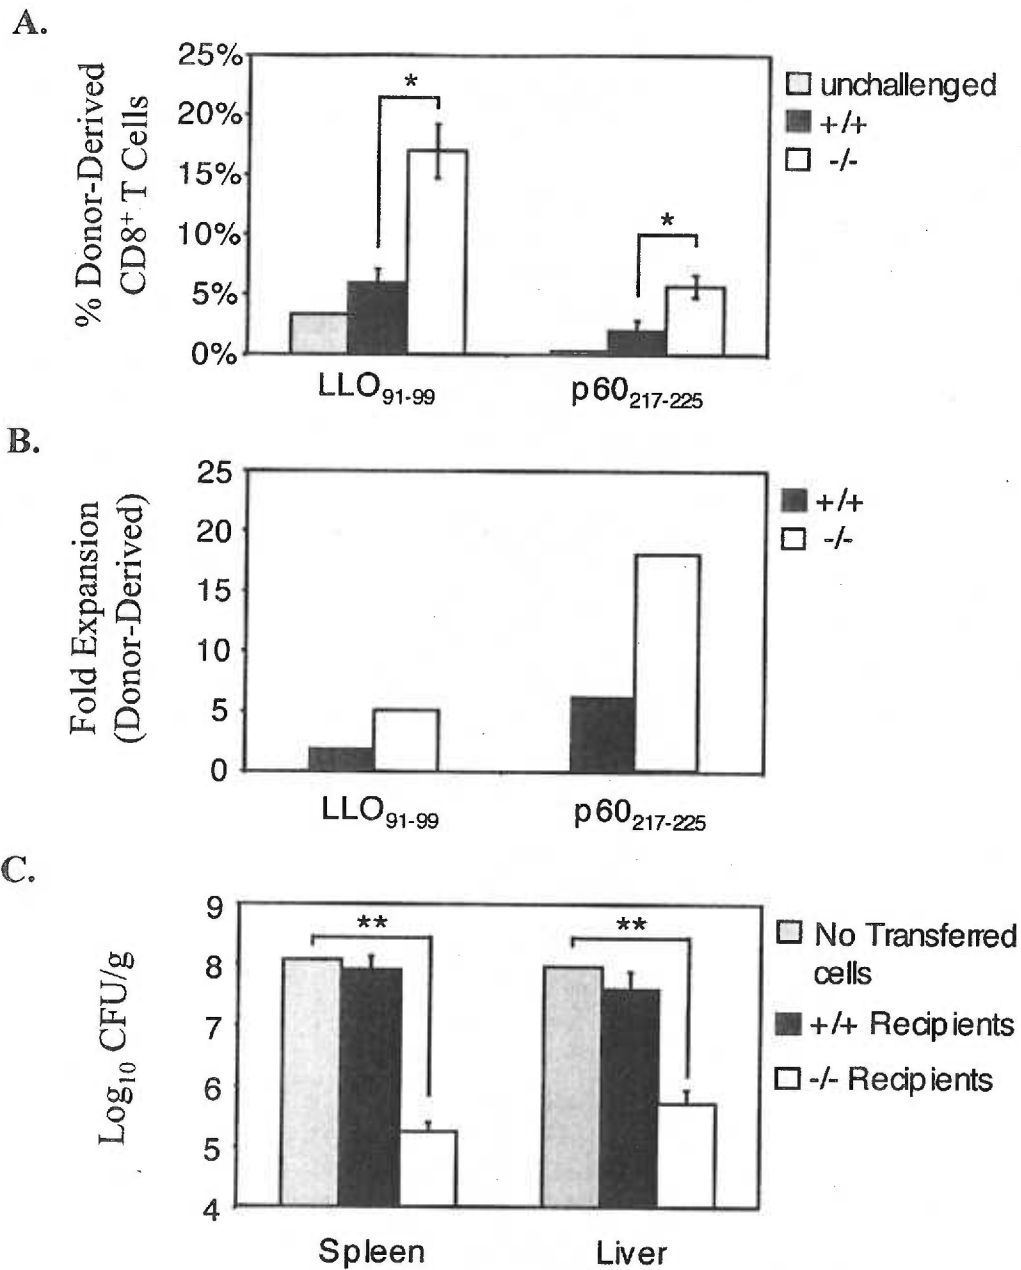 A.
% Donor-Derived
CD8+ T Cells
25%
20%
15%
10%
5%
0%
*
*
LLO91-99
p60217-225
unchallenged
+/+
-/-
B.
Fold Expansion
(Donor-Derived)
25
20
15
10
5
0
LLO91-99
p60217-225
+/+
-/-
C.
Log10 CFU/g
9
8
7
6
5
4
**
**
Spleen
Liver
No Transferred
cells
+/+ Recipients
-/- Recipients